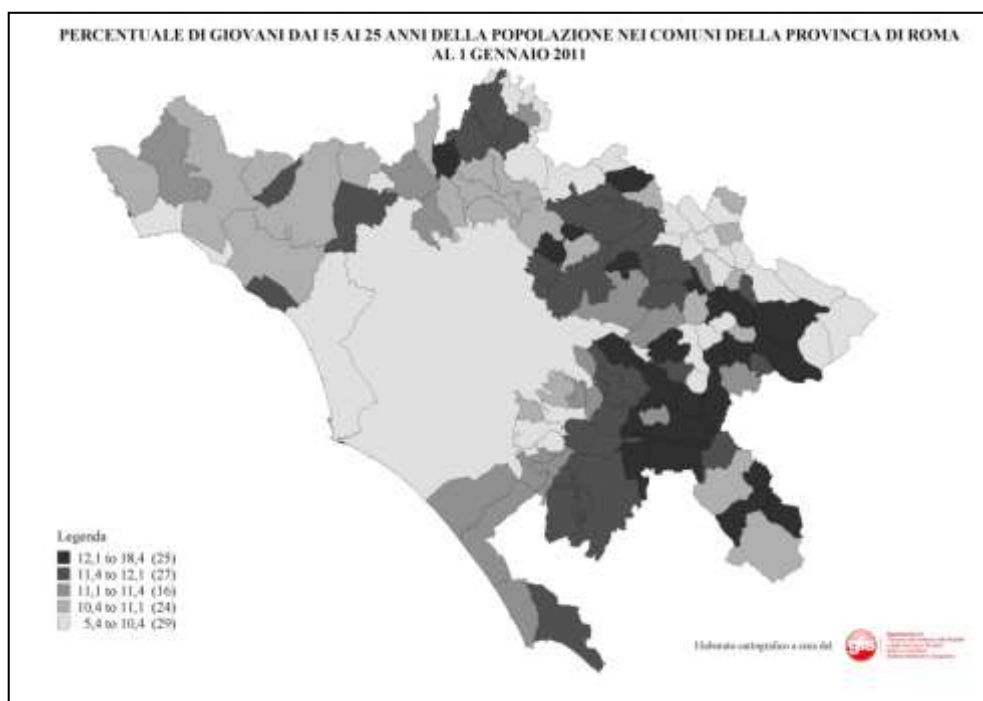 PERCENTUALE DI GIOVANI DAI 15 AI 25 ANNI DELLA POPOLAZIONE NEI COMUNI DELLA PROVINCIA DI ROMA
AL 1 GENNAIO 2011
Legenda
12,1 to 18,4 (25)
11,4 to 12,1 (27)
11,1 to 11,4 (16)
10,4 to 11,1 (24)
5,4 to 10,4 (29)
Elaborato cartografico a cura del